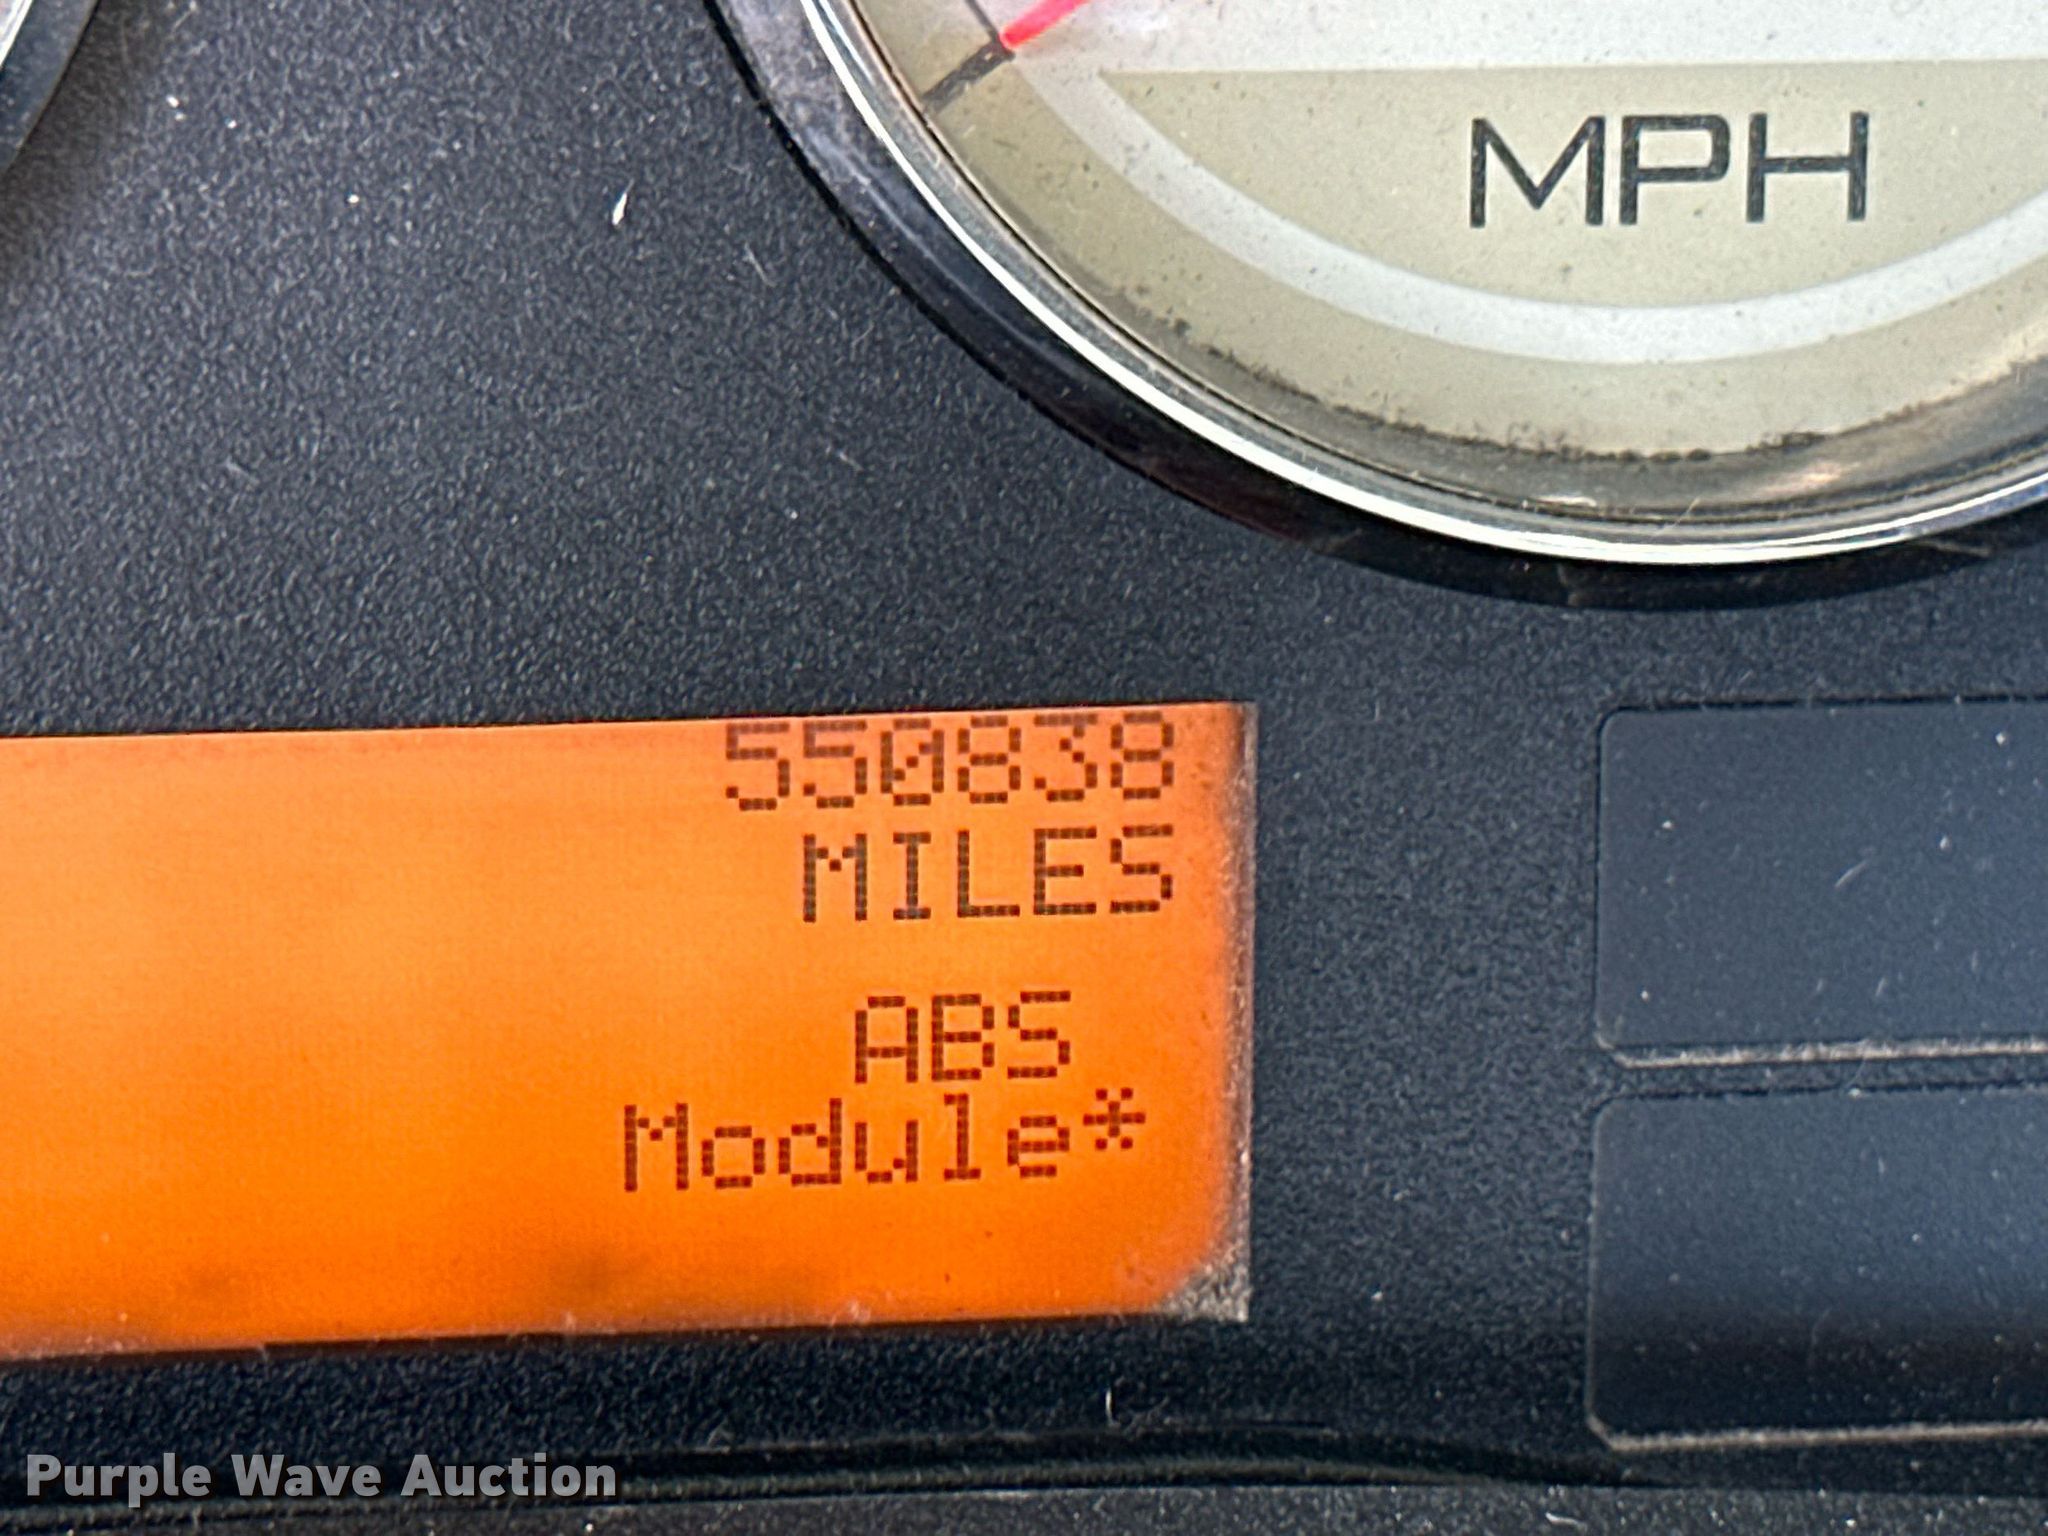 MPH
550838
MILES
ABS
Module*
Purple Wave Auction